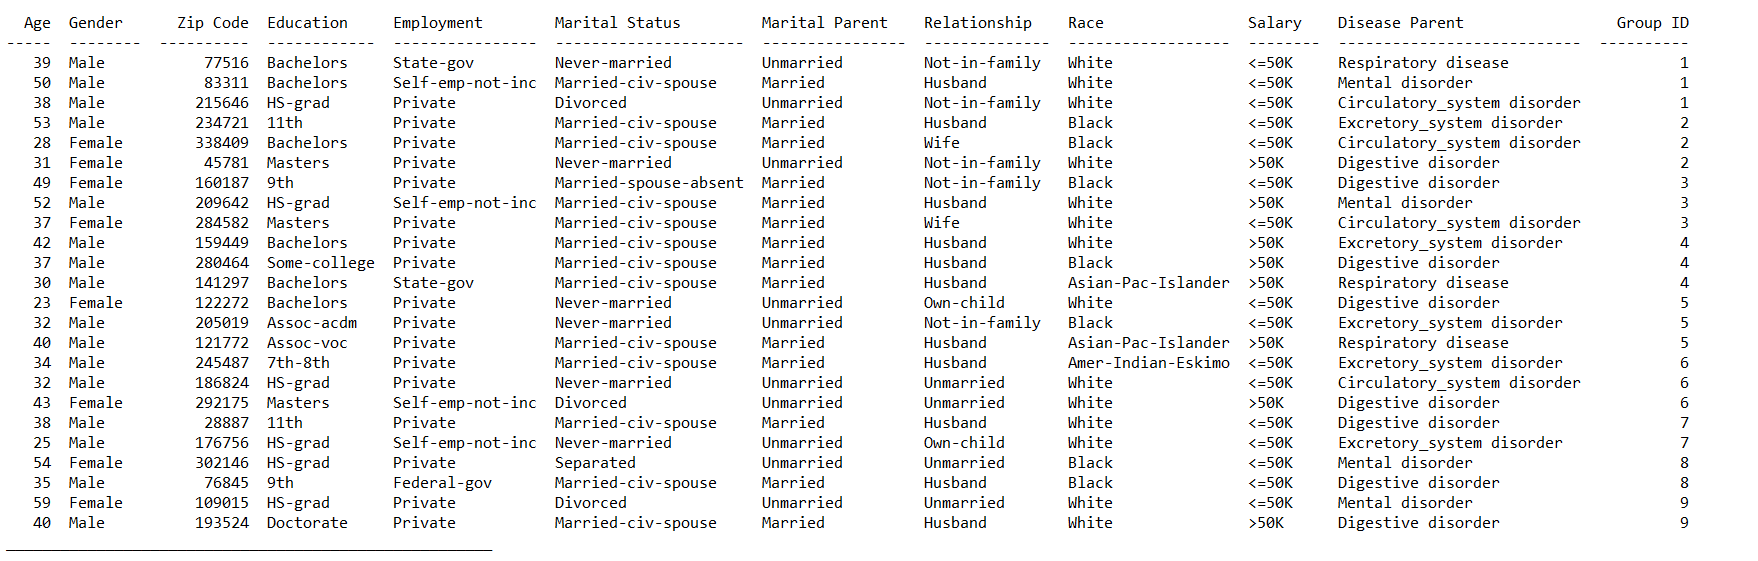 Age Gender Zip Code Education Employment Marital Status Marital Parent Relationship Race Salary Disease Parent Group ID
----- -------- ---------- ------------ ---------------- --------------------- ---------------- -------------- ------------------ -------- --------------------------- ----------
39 Male 77516 Bachelors State-gov Never-married Unmarried Not-in-family White <=50K Respiratory disease 1
50 Male 83311 Bachelors Self-emp-not-inc Married-civ-spouse Married Husband White <=50K Mental disorder 1
38 Male 215646 HS-grad Private Divorced Unmarried Not-in-family White <=50K Circulatory_system disorder 1
53 Male 234721 11th Private Married-civ-spouse Married Husband Black <=50K Excretory_system disorder 2
28 Female 338409 Bachelors Private Married-civ-spouse Married Wife Black <=50K Circulatory_system disorder 2
31 Female 45781 Masters Private Never-married Unmarried Not-in-family White >50K Digestive disorder 2
49 Female 160187 9th Private Married-spouse-absent Married Not-in-family Black <=50K Digestive disorder 3
52 Male 209642 HS-grad Self-emp-not-inc Married-civ-spouse Married Husband White >50K Mental disorder 3
37 Female 284582 Masters Private Married-civ-spouse Married Wife White <=50K Circulatory_system disorder 3
42 Male 159449 Bachelors Private Married-civ-spouse Married Husband White >50K Excretory_system disorder 4
37 Male 280464 Some-college Private Married-civ-spouse Married Husband Black >50K Digestive disorder 4
30 Male 141297 Bachelors State-gov Married-civ-spouse Married Husband Asian-Pac-Islander >50K Respiratory disease 4
23 Female 122272 Bachelors Private Never-married Unmarried Own-child White <=50K Digestive disorder 5
32 Male 205019 Assoc-acdm Private Never-married Unmarried Not-in-family Black <=50K Excretory_system disorder 5
40 Male 121772 Assoc-voc Private Married-civ-spouse Married Husband Asian-Pac-Islander >50K Respiratory disease 5
34 Male 245487 7th-8th Private Married-civ-spouse Married Husband Amer-Indian-Eskimo <=50K Excretory_system disorder 6
32 Male 186824 HS-grad Private Never-married Unmarried Unmarried White <=50K Circulatory_system disorder 6
43 Female 292175 Masters Self-emp-not-inc Divorced Unmarried Unmarried White >50K Digestive disorder 6
38 Male 28887 11th Private Married-civ-spouse Married Husband White <=50K Digestive disorder 7
25 Male 176756 HS-grad Self-emp-not-inc Never-married Unmarried Own-child White <=50K Excretory_system disorder 7
54 Female 302146 HS-grad Private Separated Unmarried Unmarried Black <=50K Mental disorder 8
35 Male 76845 9th Federal-gov Married-civ-spouse Married Husband Black <=50K Digestive disorder 8
59 Female 109015 HS-grad Private Divorced Unmarried Unmarried White <=50K Mental disorder 9
40 Male 193524 Doctorate Private Married-civ-spouse Married Husband White >50K Digestive disorder 9